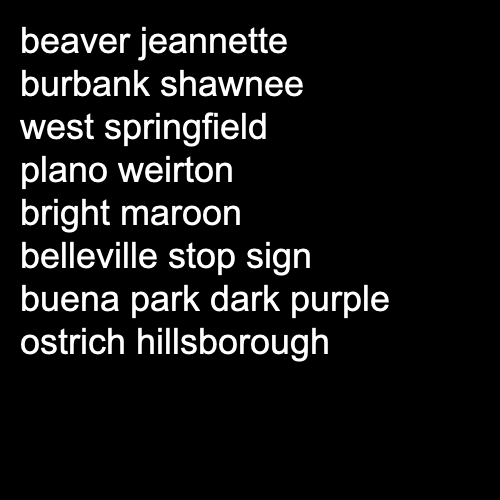 beaver jeannette
burbank shawnee
west springfield
plano weirton
bright maroon
belleville stop sign
buena park dark purple
ostrich hillsborough